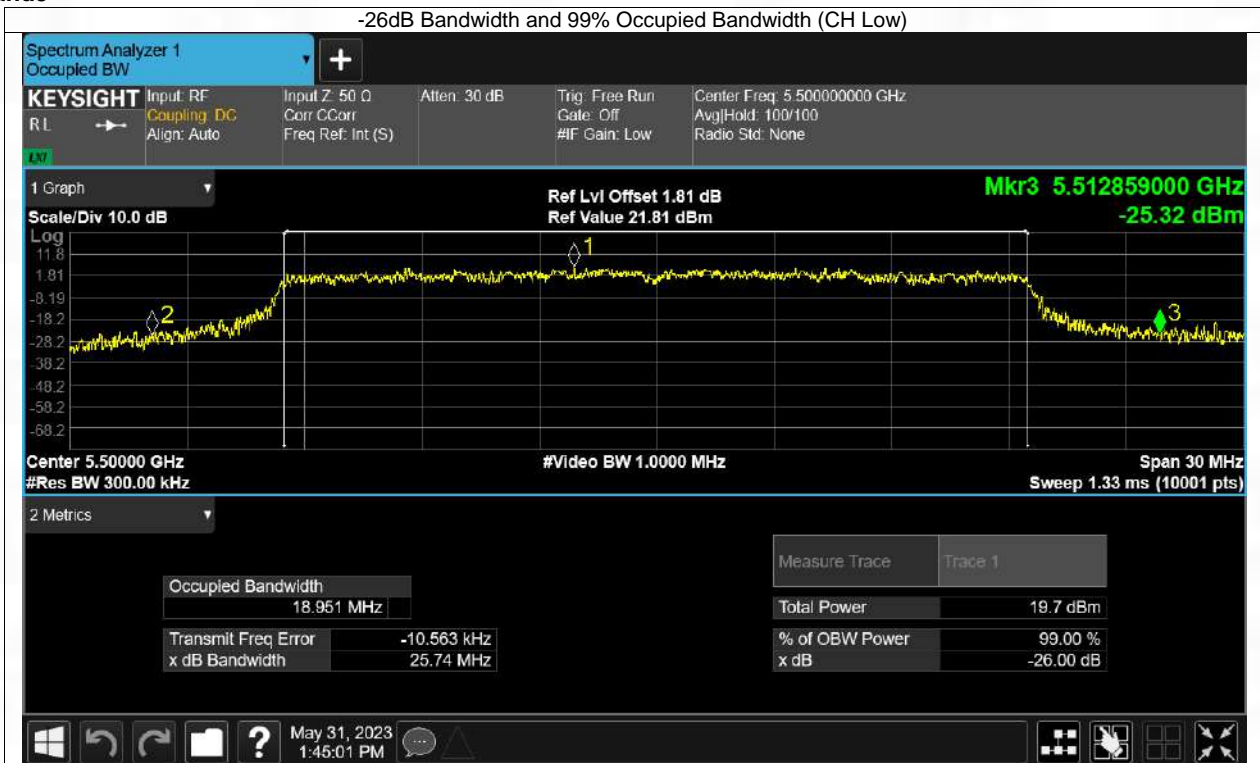 -26dB Bandwidth and 99% Occupied Bandwidth (CH Low)
Spectrum Analyzer 1
Occupied BW
+
KEYSIGHT Input: RF Input Z: 50 Ω Atten: 30 dB Trig: Free Run Center Freq: 5.500000000 GHz
RL Coupling: DC Corr CCorr Gate: Off Avg|Hold: 100/100
Align: Auto Freq Ref: Int (S) #IF Gain: Low Radio Std: None
LXI
1 Graph Ref Lvl Offset 1.81 dB Mkr3 5.512859000 GHz
Scale/Div 10.0 dB Ref Value 21.81 dBm -25.32 dBm
Log
11.8
1.81
-8.19
-18.2
-28.2
-38.2
-48.2
-58.2
-68.2
1
2
3
Center 5.50000 GHz #Video BW 1.0000 MHz Span 30 MHz
#Res BW 300.00 kHz Sweep 1.33 ms (10001 pts)
2 Metrics
Measure Trace Trace 1
Occupied Bandwidth
18.951 MHz Total Power 19.7 dBm
Transmit Freq Error -10.563 kHz % of OBW Power 99.00 %
x dB Bandwidth 25.74 MHz x dB -26.00 dB
? May 31, 2023
1:45:01 PM